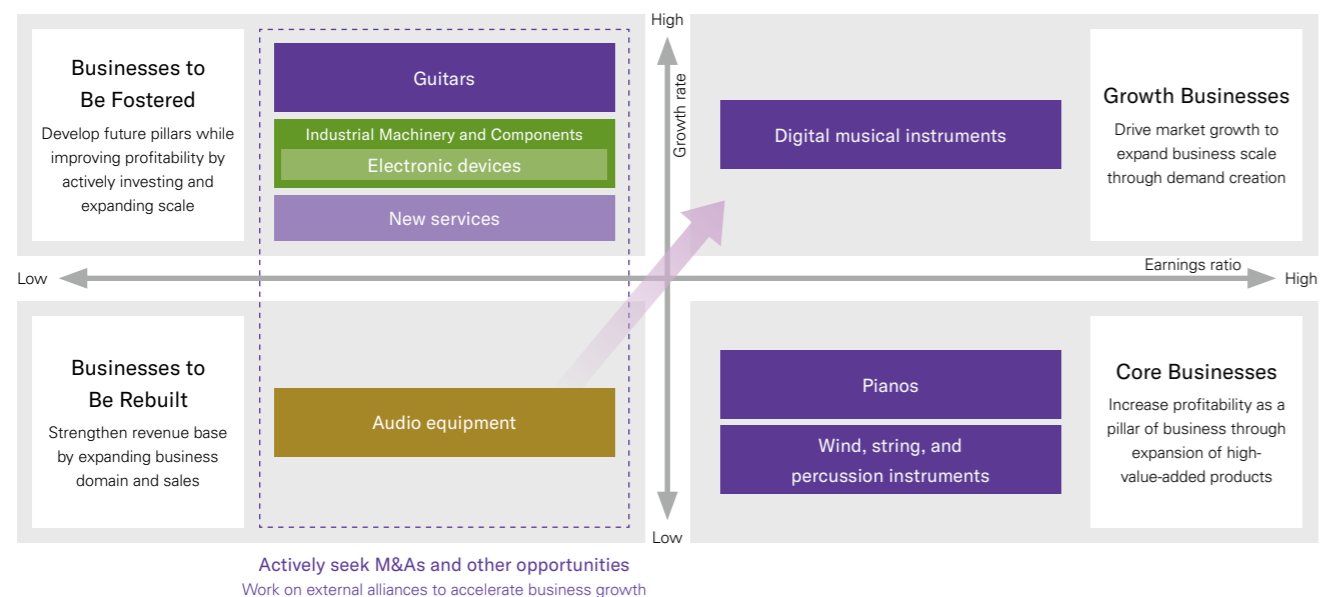 High
Growth rate
Businesses to
Be Fostered
Develop future pillars while
improving profitability by
actively investing and
expanding scale
Guitars
Industrial Machinery and Components
Electronic devices
New services
Digital musical instruments
Growth Businesses
Drive market growth to
expand business scale
through demand creation
Low
Earnings ratio
High
Businesses to
Be Rebuilt
Strengthen revenue base
by expanding business
domain and sales
Audio equipment
Pianos
Wind, string, and
percussion instruments
Core Businesses
Increase profitability as a
pillar of business through
expansion of high-
value-added products
Low
Actively seek M&As and other opportunities
Work on external alliances to accelerate business growth